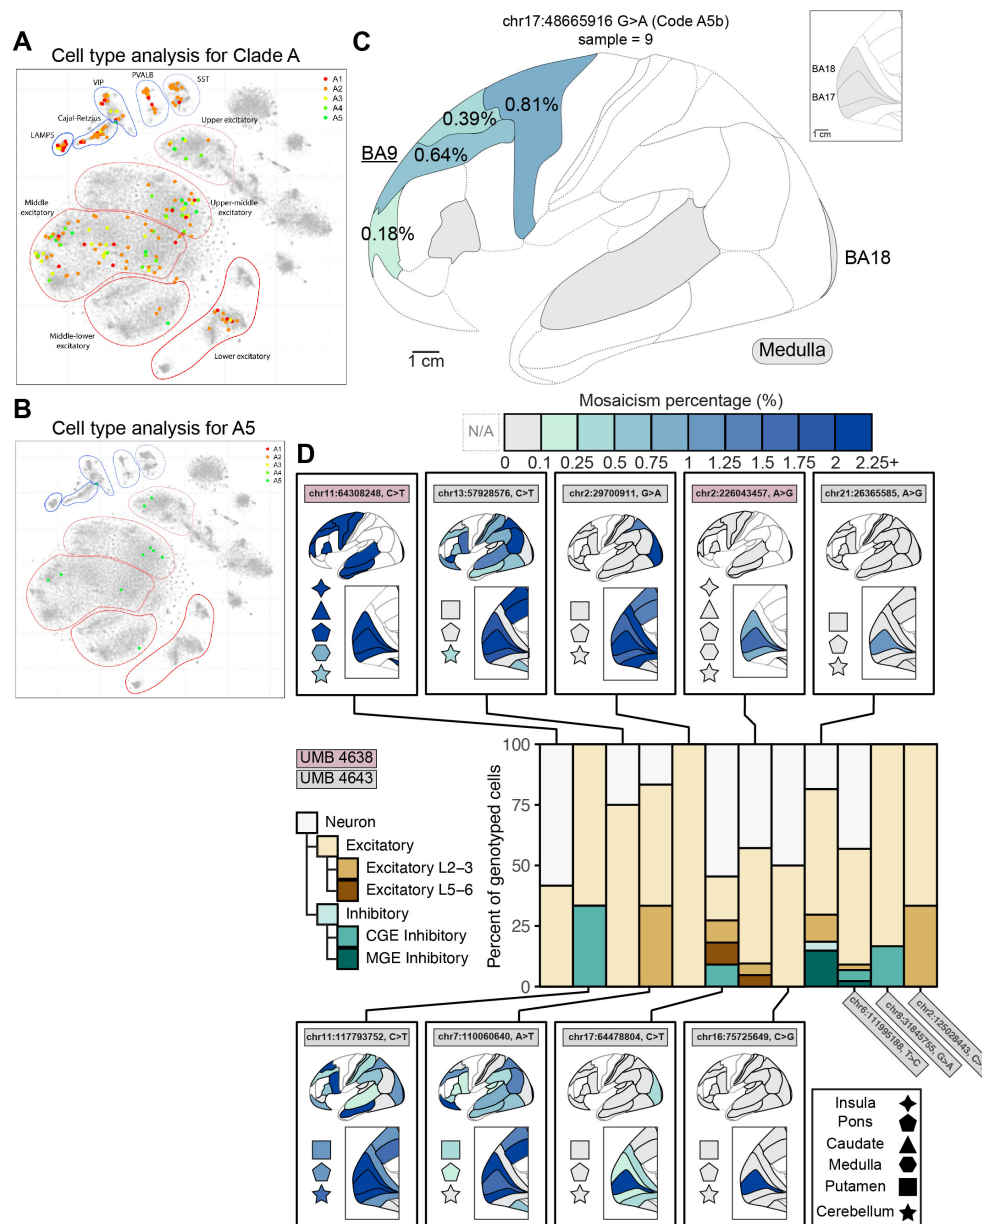 A
Cell type analysis for Clade A
VIP
PVALB
SST
A1
A2
A3
A4
A5
Cajal-Retzius
LAMP5
Upper excitatory
Middle
excitatory
Upper-middle
excitatory
Middle-lower
excitatory
Lower excitatory
B
Cell type analysis for A5
A1
A2
A3
A4
A5
C
chr17:48665916 G>A (Code A5b)
sample = 9
0.81%
0.39%
BA9
0.64%
0.18%
BA18
Medulla
1 cm
BA18
BA17
1 cm
Mosaicism percentage (%)
N/A
0 0.1 0.25 0.5 0.75 1 1.25 1.5 1.75 2 2.25+
D
chr11:64308248, C>T
chr13:57928576, C>T
chr2:29700911, G>A
chr2:226043457, A>G
chr21:26365585, A>G
UMB 4638
UMB 4643
Neuron
Excitatory
Excitatory L2−3
Excitatory L5−6
Inhibitory
CGE Inhibitory
MGE Inhibitory
Percent of genotyped cells
100
75
50
25
0
chr6:111995188, T>C
chr8:31845755, G>A
chr2:125028443, C>
chr11:117793752, C>T
chr7:110060640, A>T
chr17:64478804, C>T
chr16:75725649, C>G
Insula
Pons
Caudate
Medulla
Putamen
Cerebellum